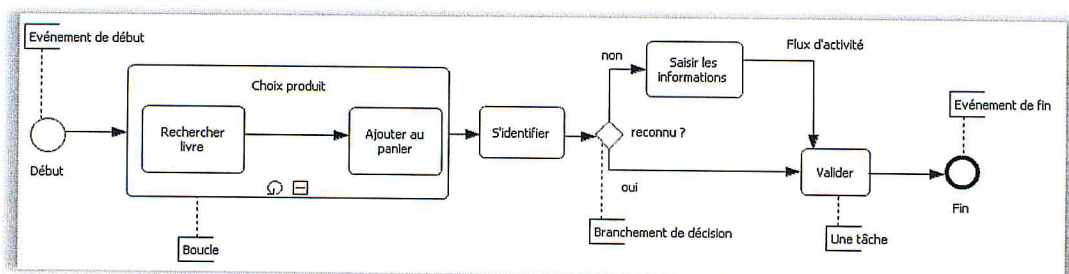 Evénement de début
Début
Choix produit
Rechercher
livre
Ajouter au
panier
Boucle
S'identifier
non
reconnu ?
oui
Branchement de décision
Saisir les
informations
Flux d'activité
Valider
Une tâche
Evénement de fin
Fin